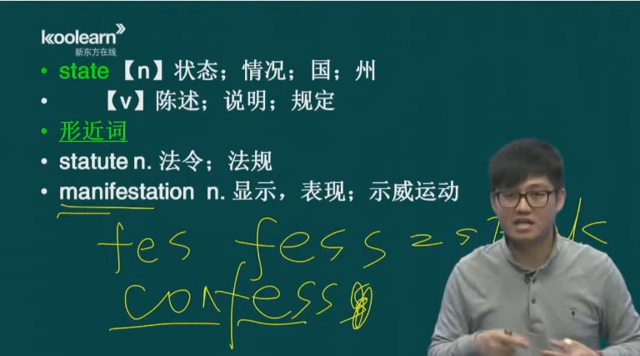 koolearn
新东方在线
• state 【n】状态；情况；国；州
• 【v】陈述；说明；规定
• 形近词
• statute n. 法令；法规
• manifestation n. 显示，表现；示威运动
fes fess =
confess